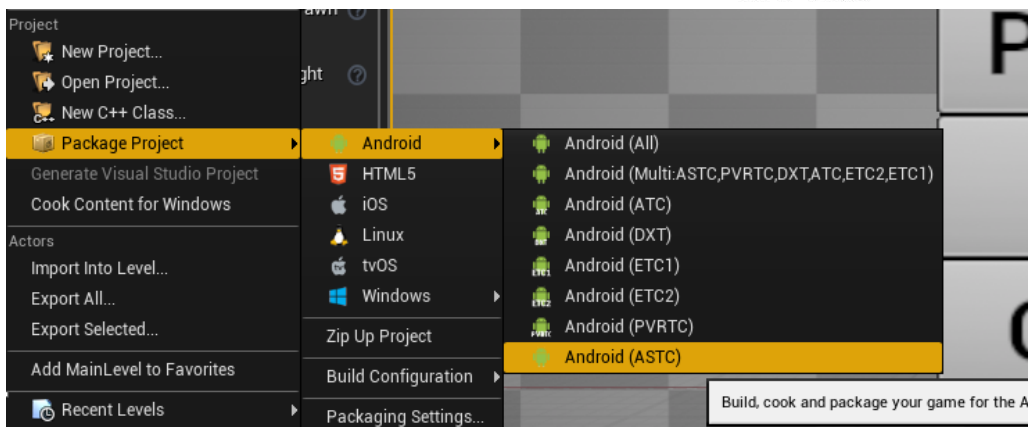 Project
New Project...
Open Project...
New C++ Class...
Package Project
Generate Visual Studio Project
Cook Content for Windows
Actors
Import Into Level...
Export All...
Export Selected...
Add MainLevel to Favorites
Recent Levels
ght
Android
HTML5
iOS
Linux
tvOS
Windows
Zip Up Project
Build Configuration
Packaging Settings...
Android (All)
Android (Multi:ASTC,PVRTC,DXT,ATC,ETC2,ETC1)
Android (ATC)
Android (DXT)
Android (ETC1)
Android (ETC2)
Android (PVRTC)
Android (ASTC)
Build, cook and package your game for the A
P